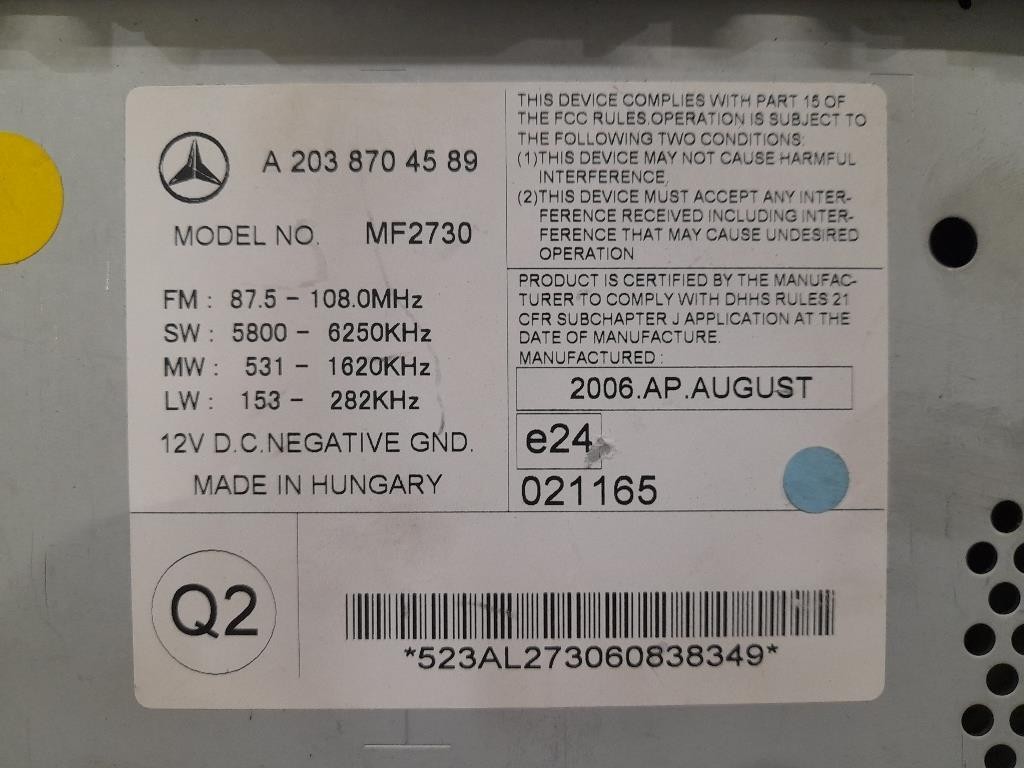 A 203 870 45 89
MODEL NO. MF2730
FM : 87.5 - 108.0MHz
SW : 5800 - 6250KHz
MW : 531 - 1620KHz
LW : 153 - 282KHz
12V D.C.NEGATIVE GND.
MADE IN HUNGARY
THIS DEVICE COMPLIES WITH PART 15 OF
THE FCC RULES.OPERATION IS SUBJECT TO
THE FOLLOWING TWO CONDITIONS:
(1)THIS DEVICE MAY NOT CAUSE HARMFUL
INTERFERENCE,
(2)THIS DEVICE MUST ACCEPT ANY INTER-
FERENCE RECEIVED INCLUDING INTER-
FERENCE THAT MAY CAUSE UNDESIRED
OPERATION
PRODUCT IS CERTIFIED BY THE MANUFAC-
TURER TO COMPLY WITH DHHS RULES 21
CFR SUBCHAPTER J APPLICATION AT THE
DATE OF MANUFACTURE.
MANUFACTURED :
2006.AP.AUGUST
e24
021165
Q2
*523AL273060838349*